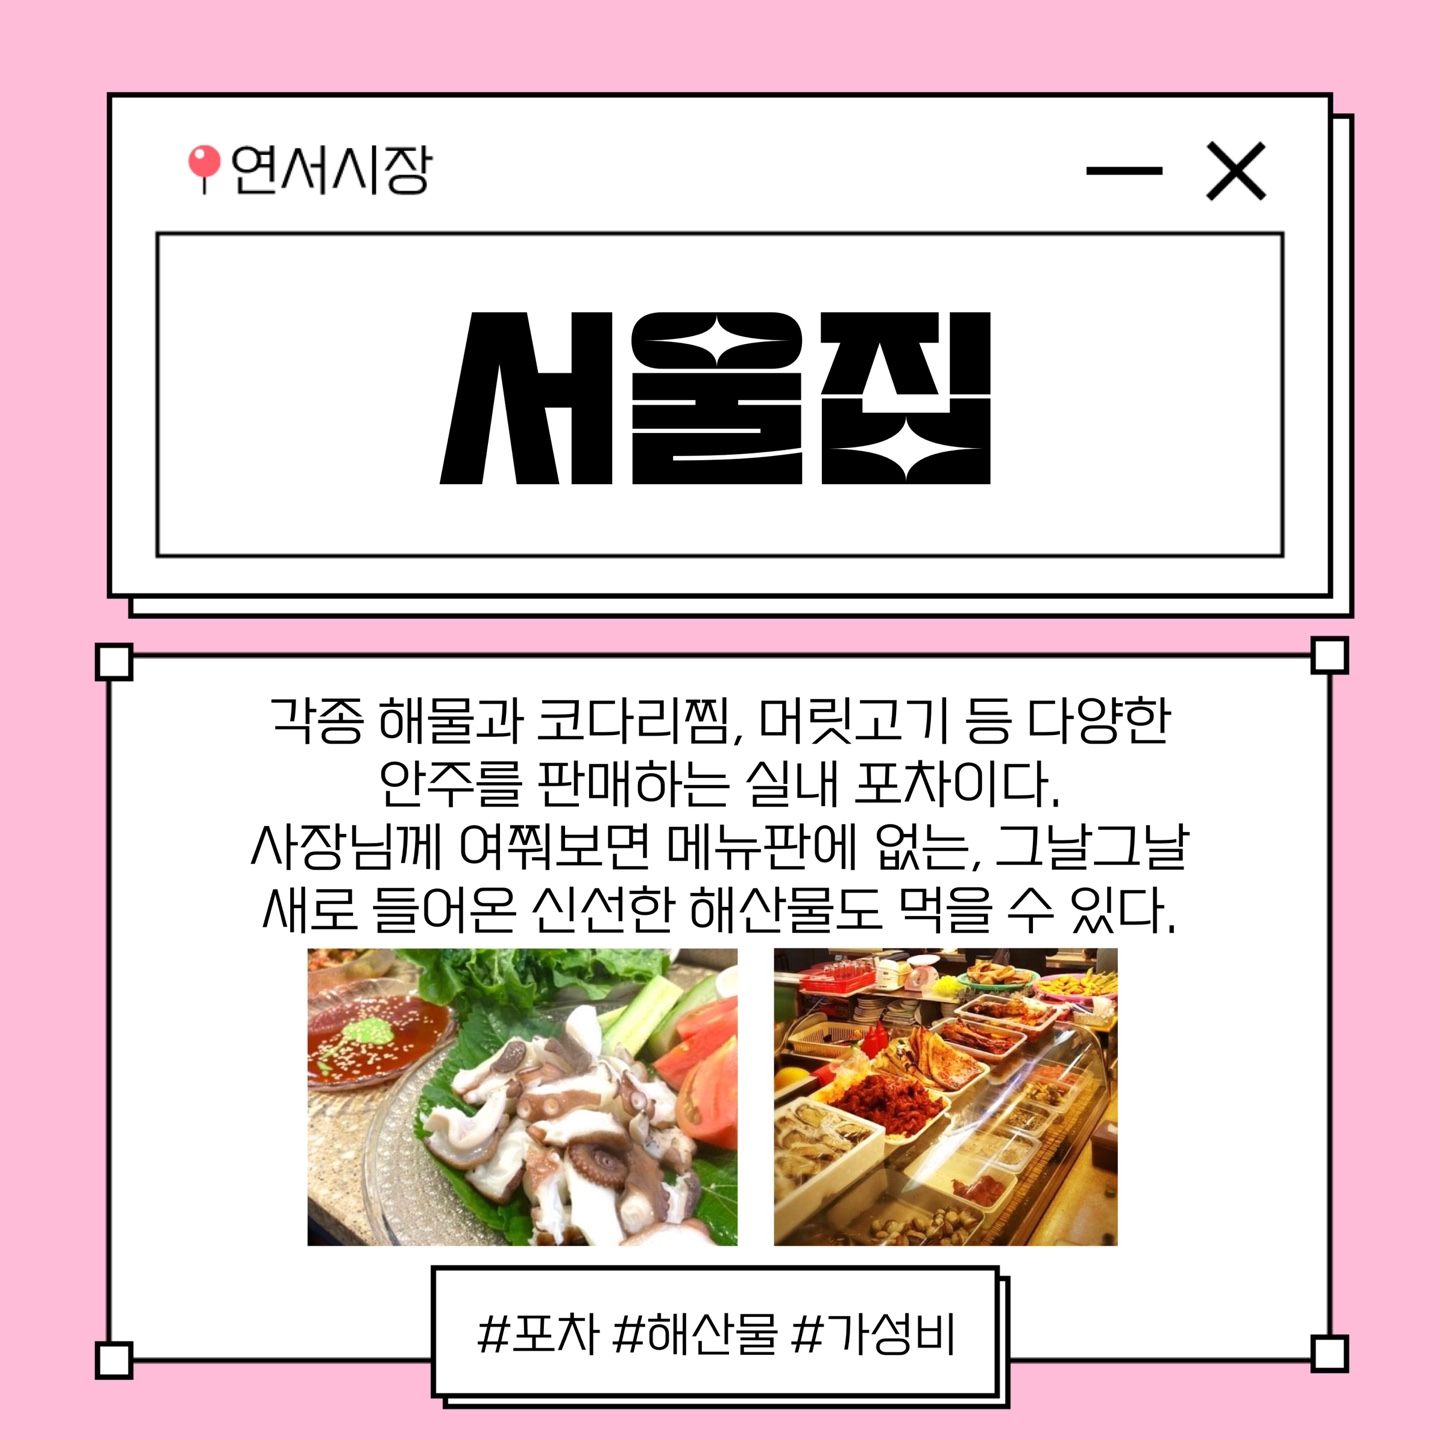 📍연서시장
서울집
각종 해물과 코다리찜, 머릿고기 등 다양한
안주를 판매하는 실내 포차이다.
사장님께 여쭤보면 메뉴판에 없는, 그날그날
새로 들어온 신선한 해산물도 먹을 수 있다.
#포차 #해산물 #가성비